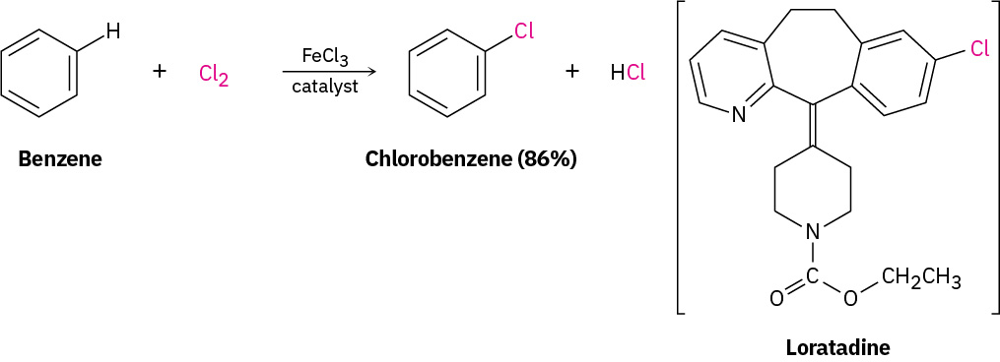 H
+
Cl2
FeCl3
catalyst
Cl
+
HCl
Benzene
Chlorobenzene (86%)
Cl
N
N
C
O
O
CH2CH3
Loratadine